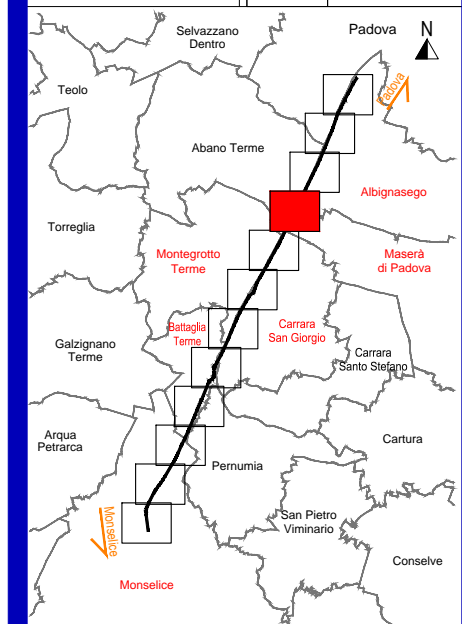 Selvazzano
Dentro
Padova
N
Teolo
Padova
Abano Terme
Albignasego
Torreglia
Montegrotto
Terme
Maserà
di Padova
Battaglia
Terme
Carrara
San Giorgio
Galzignano
Terme
Carrara
Santo Stefano
Arqua
Petrarca
Cartura
Pernumia
Monselice
San Pietro
Viminario
Conselve
Monselice